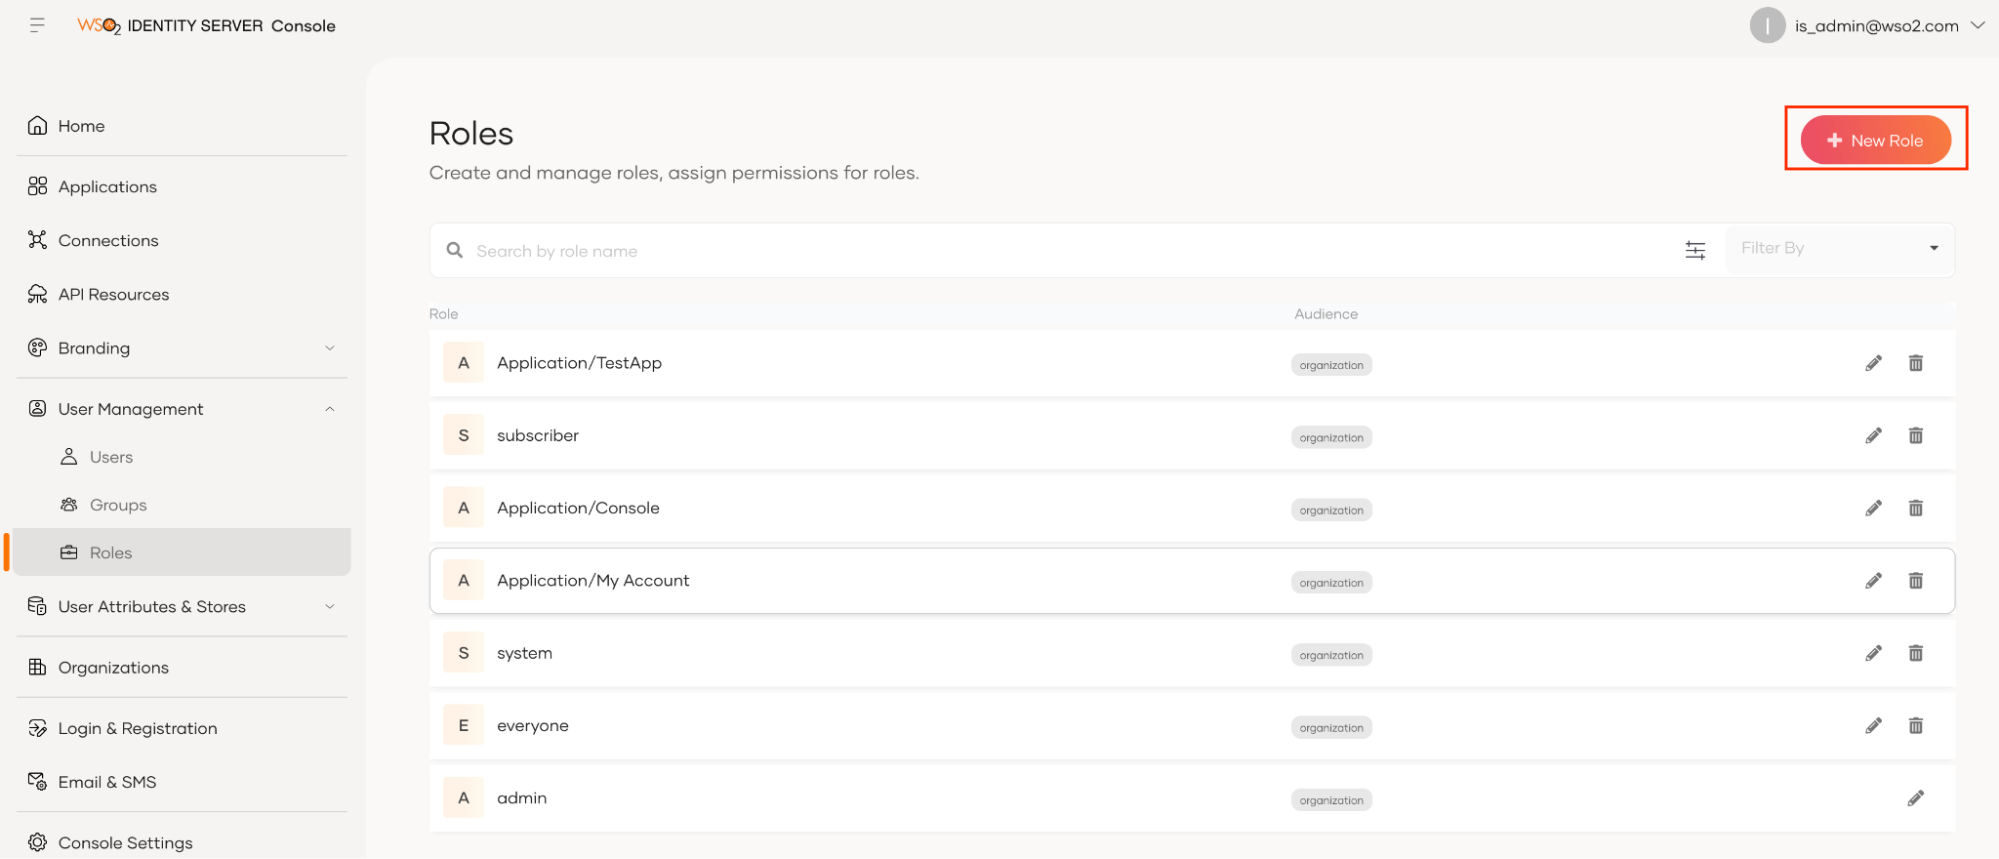 WSO2 IDENTITY SERVER Console
I is_admin@wso2.com
Home
Applications
Connections
API Resources
Branding
User Management
Users
Groups
Roles
User Attributes & Stores
Organizations
Login & Registration
Email & SMS
Console Settings
Roles
New Role
Create and manage roles, assign permissions for roles.
Search by role name
Filter By
Role Audience
A Application/TestApp organization
S subscriber organization
A Application/Console organization
A Application/My Account organization
S system organization
E everyone organization
A admin organization